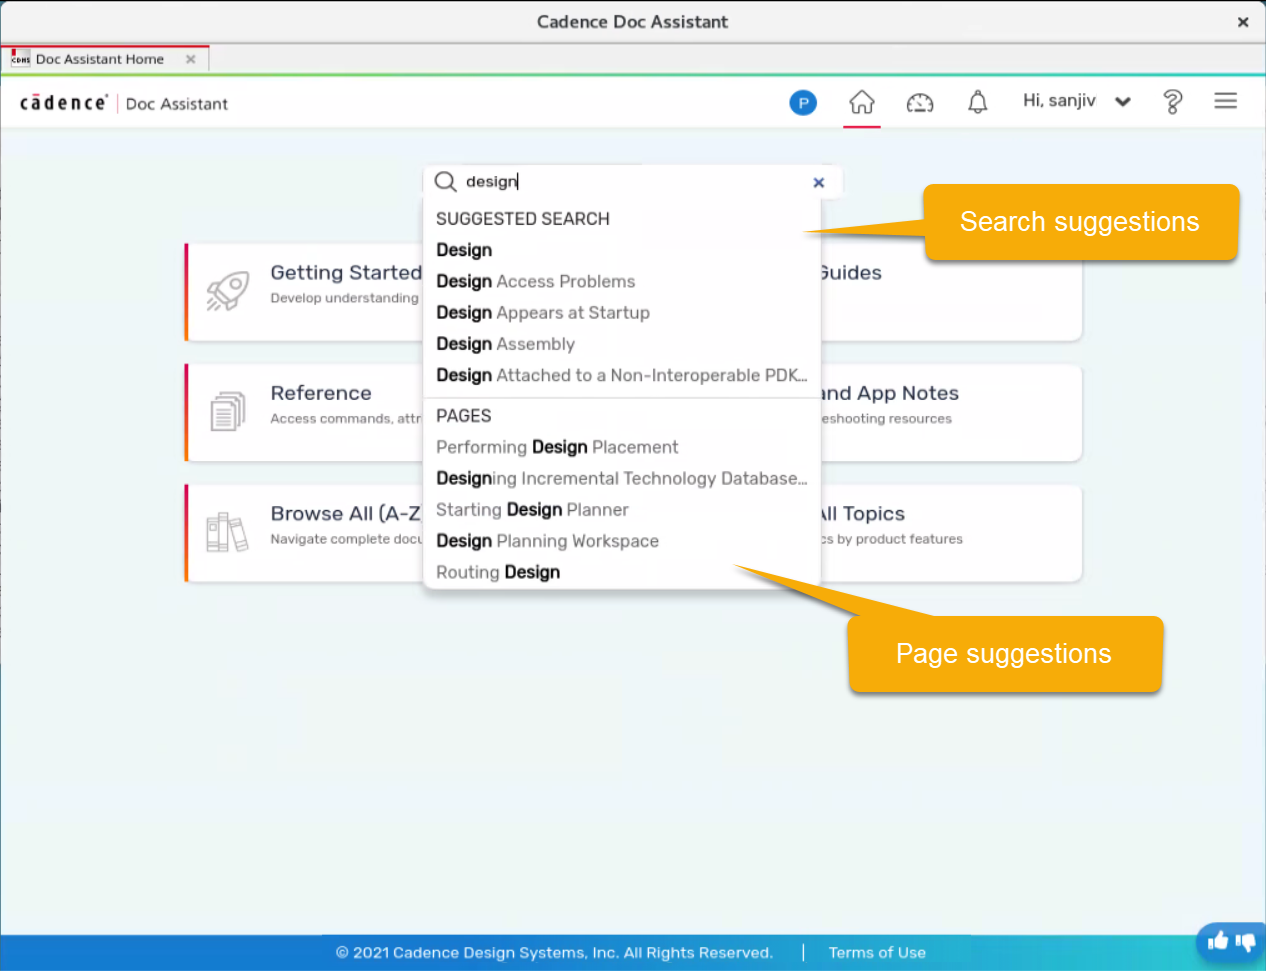 Cadence Doc Assistant
CDNS Doc Assistant Home
cādence Doc Assistant
P
Hi, sanjiv
design
SUGGESTED SEARCH
Design
Design Access Problems
Design Appears at Startup
Design Assembly
Design Attached to a Non-Interoperable PDK...
PAGES
Performing Design Placement
Designing Incremental Technology Database...
Starting Design Planner
Design Planning Workspace
Routing Design
Search suggestions
Page suggestions
Getting Started
Develop understanding
Guides
Reference
Access commands, attr
and App Notes
eshooting resources
Browse All (A-Z)
Navigate complete docu
All Topics
cs by product features
© 2021 Cadence Design Systems, Inc. All Rights Reserved. | Terms of Use